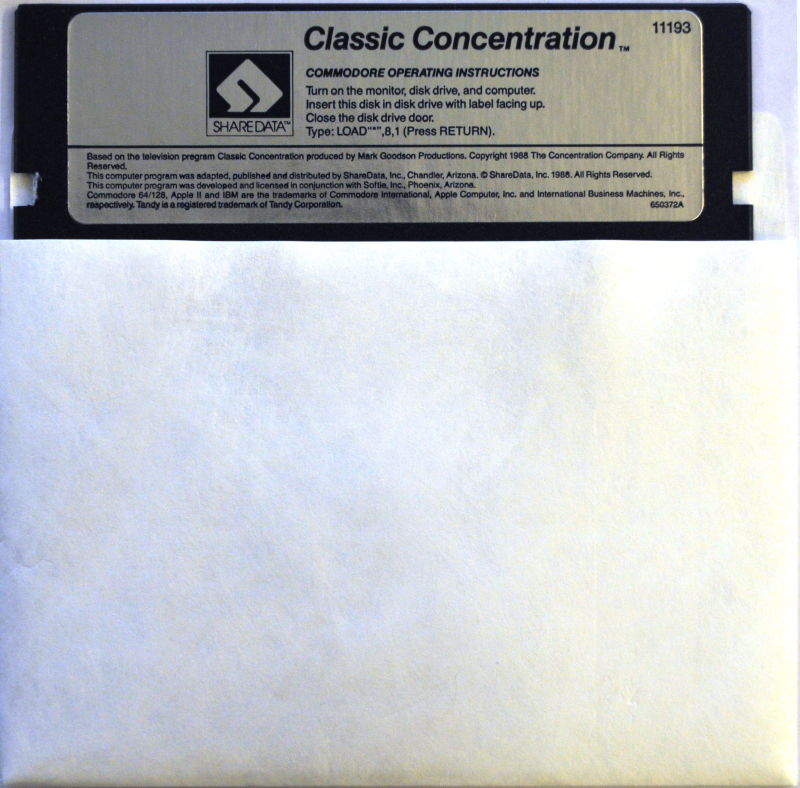 Classic Concentration™
11193
SHAREDATA™
COMMODORE OPERATING INSTRUCTIONS
Turn on the monitor, disk drive, and computer.
Insert this disk in disk drive with label facing up.
Close the disk drive door.
Type: LOAD"*",8,1 (Press RETURN).
Based on the television program Classic Concentration produced by Mark Goodson Productions. Copyright 1988 The Concentration Company. All Rights
Reserved.
This computer program was adapted, published and distributed by ShareData, Inc., Chandler, Arizona. © ShareData, Inc. 1988. All Rights Reserved.
This computer program was developed and licensed in conjunction with Softie, Inc., Phoenix, Arizona.
Commodore 64/128, Apple II and IBM are the trademarks of Commodore International, Apple Computer, Inc. and International Business Machines, Inc.,
respectively. Tandy is a registered trademark of Tandy Corporation.
650372A